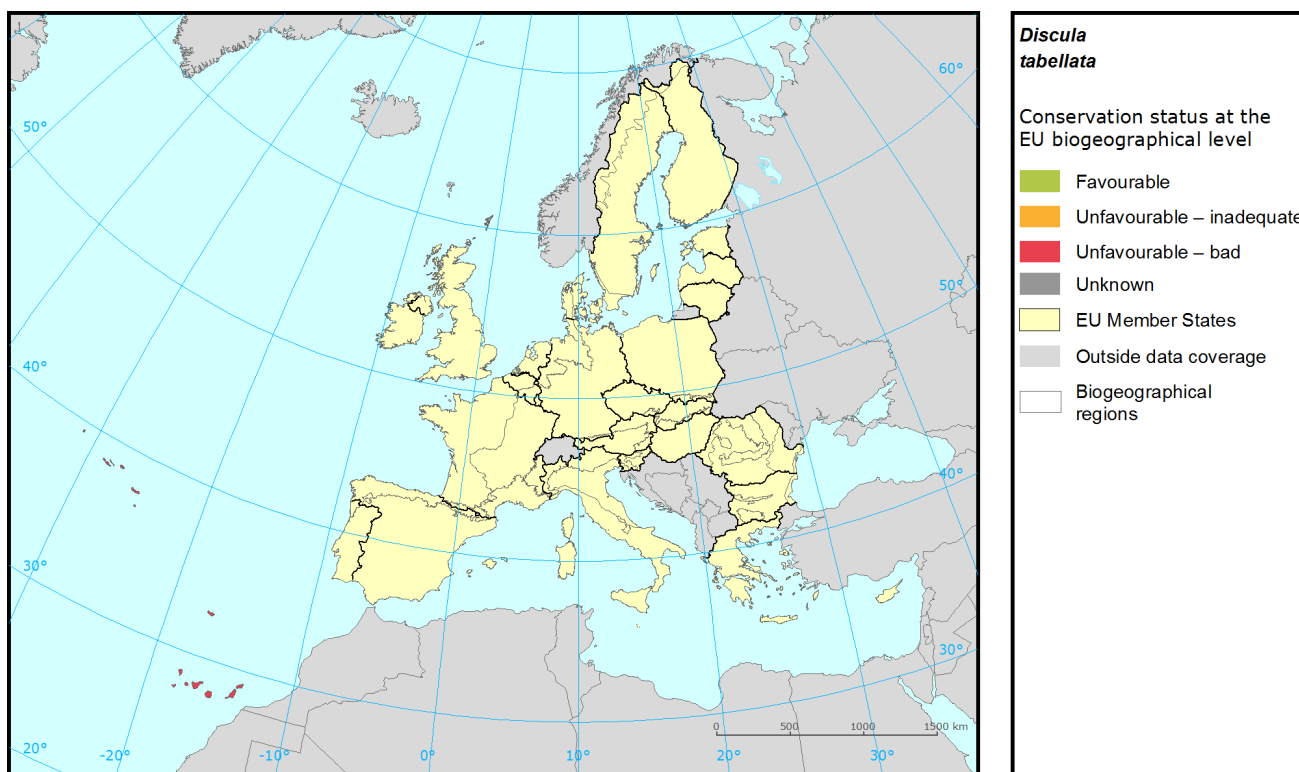 Discula
tabellata
Conservation status at the
EU biogeographical level
Favourable
Unfavourable – inadequate
Unfavourable – bad
Unknown
EU Member States
Outside data coverage
Biogeographical
regions
60°
50°
50°
40°
40°
30°
30°
20°
-20°
-10°
0°
10°
20°
30°
0 500 1000 1500 km